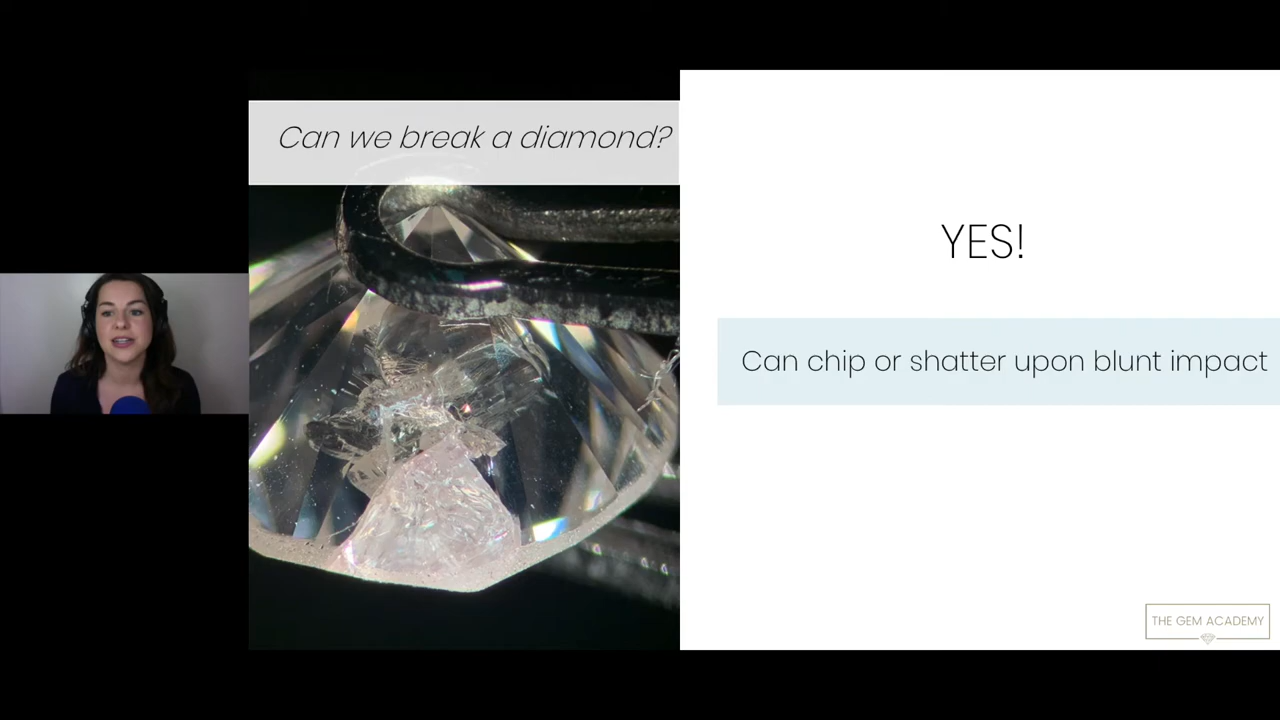 Can we break a diamond?
YES!
Can chip or shatter upon blunt impact
THE GEM ACADEMY